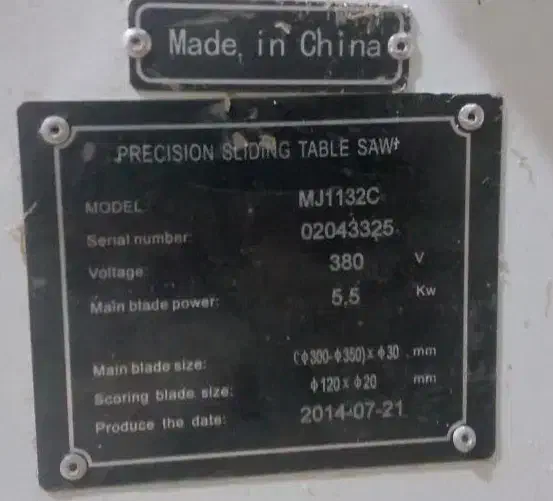 Made in China
PRECISION SLIDING TABLE SAW
MODEL MJ1132C
Serial number: 02043325
Voltage: 380 V
Main blade power: 5.5 Kw
Main blade size: (ϕ300-ϕ350)×ϕ30 mm
Scoring blade size: ϕ120×ϕ20 mm
Produce the date: 2014-07-21